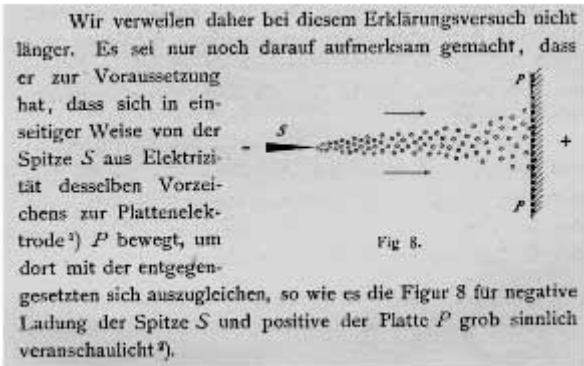 Wir verweilen daher bei diesem Erklärungsversuch nicht
länger. Es sei nur noch darauf aufmerksam gemacht, dass
er zur Voraussetzung
hat, dass sich in ein-
seitiger Weise von der
Spitze S aus Elektrizi-
tät desselben Vorzei-
chens zur Plattenelek-
trode¹) P bewegt, um
dort mit der entgegen-
P
S
-
+
P
Fig 8.
gesetzten sich auszugleichen, so wie es die Figur 8 für negative
Ladung der Spitze S und positive der Platte P grob sinnlich
veranschaulicht²).